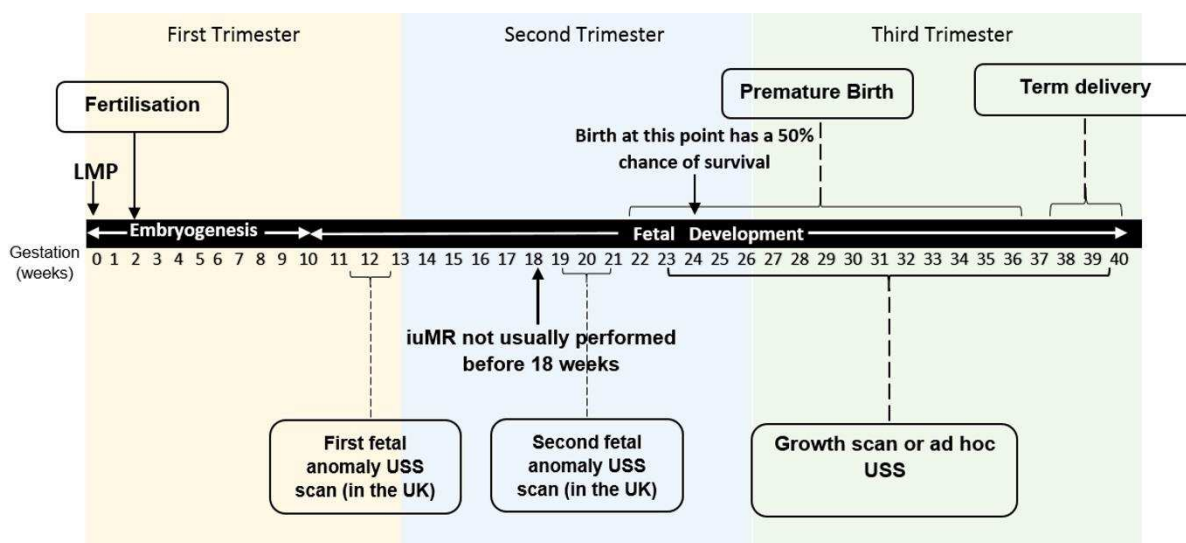 First Trimester
Second Trimester
Third Trimester
Fertilisation
Premature Birth
Term delivery
LMP
Birth at this point has a 50%
chance of survival
Embryogenesis
Fetal Development
Gestation
(weeks)
0 1 2 3 4 5 6 7 8 9 10 11 12 13 14 15 16 17 18 19 20 21 22 23 24 25 26 27 28 29 30 31 32 33 34 35 36 37 38 39 40
iuMR not usually performed
before 18 weeks
First fetal
anomaly USS
scan (in the UK)
Second fetal
anomaly USS
scan (in the UK)
Growth scan or ad hoc
USS